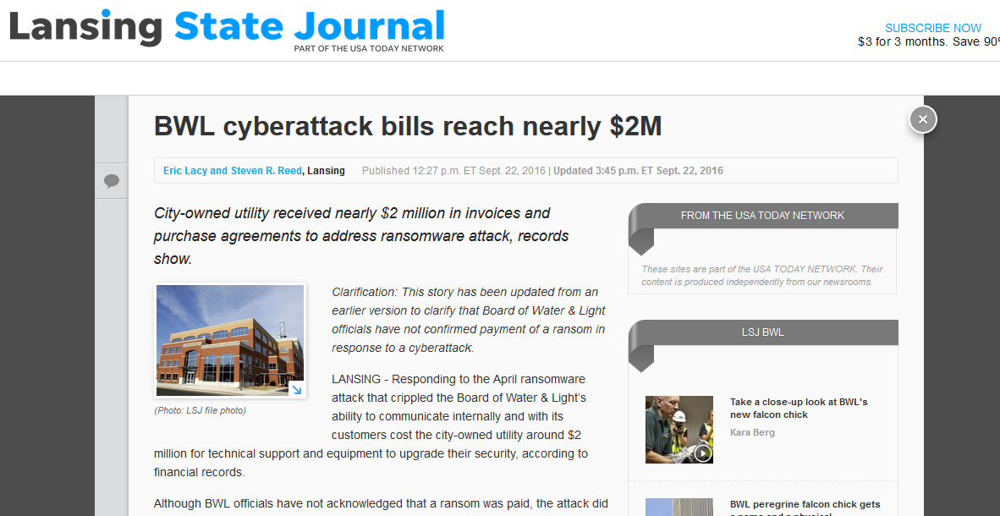 Lansing State Journal
PART OF THE USA TODAY NETWORK
SUBSCRIBE NOW
$3 for 3 months. Save 90%
BWL cyberattack bills reach nearly $2M
Eric Lacy and Steven R. Reed, Lansing Published 12:27 p.m. ET Sept. 22, 2016 | Updated 3:45 p.m. ET Sept. 22, 2016
City-owned utility received nearly $2 million in invoices and
purchase agreements to address ransomware attack, records
show.
(Photo: LSJ file photo)
Clarification: This story has been updated from an
earlier version to clarify that Board of Water & Light
officials have not confirmed payment of a ransom in
response to a cyberattack.
LANSING - Responding to the April ransomware
attack that crippled the Board of Water & Light's
ability to communicate internally and with its
customers cost the city-owned utility around $2
million for technical support and equipment to upgrade their security, according to
financial records.
Although BWL officials have not acknowledged that a ransom was paid, the attack did
FROM THE USA TODAY NETWORK
These sites are part of the USA TODAY NETWORK. Their
content is produced independently from our newsrooms.
LSJ BWL
Take a close-up look at BWL's
new falcon chick
Kara Berg
BWL peregrine falcon chick gets
a name and a physical